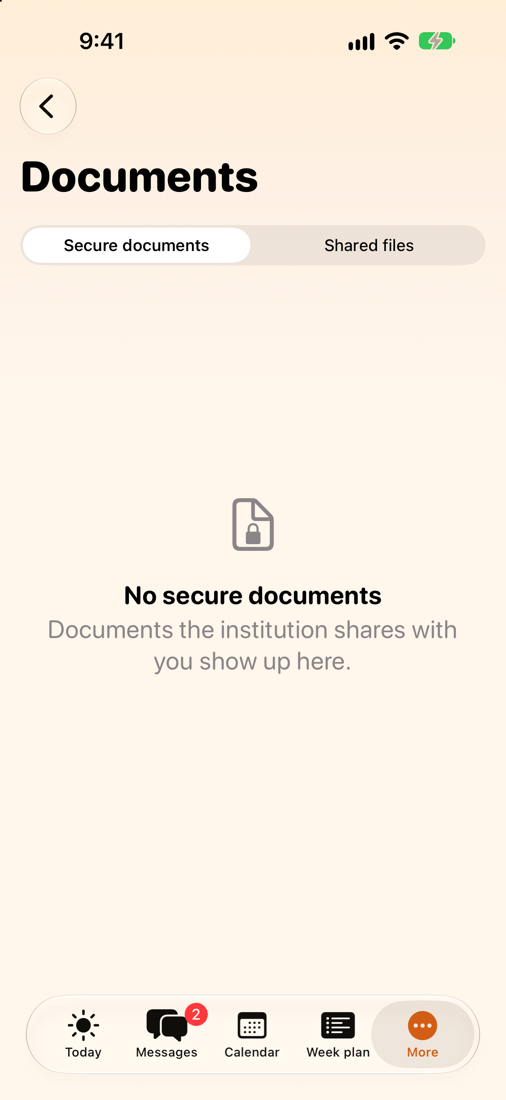 9:41
Documents
Secure documents
Shared files
No secure documents
Documents the institution shares with
you show up here.
2
Today
Messages
Calendar
Week plan
More